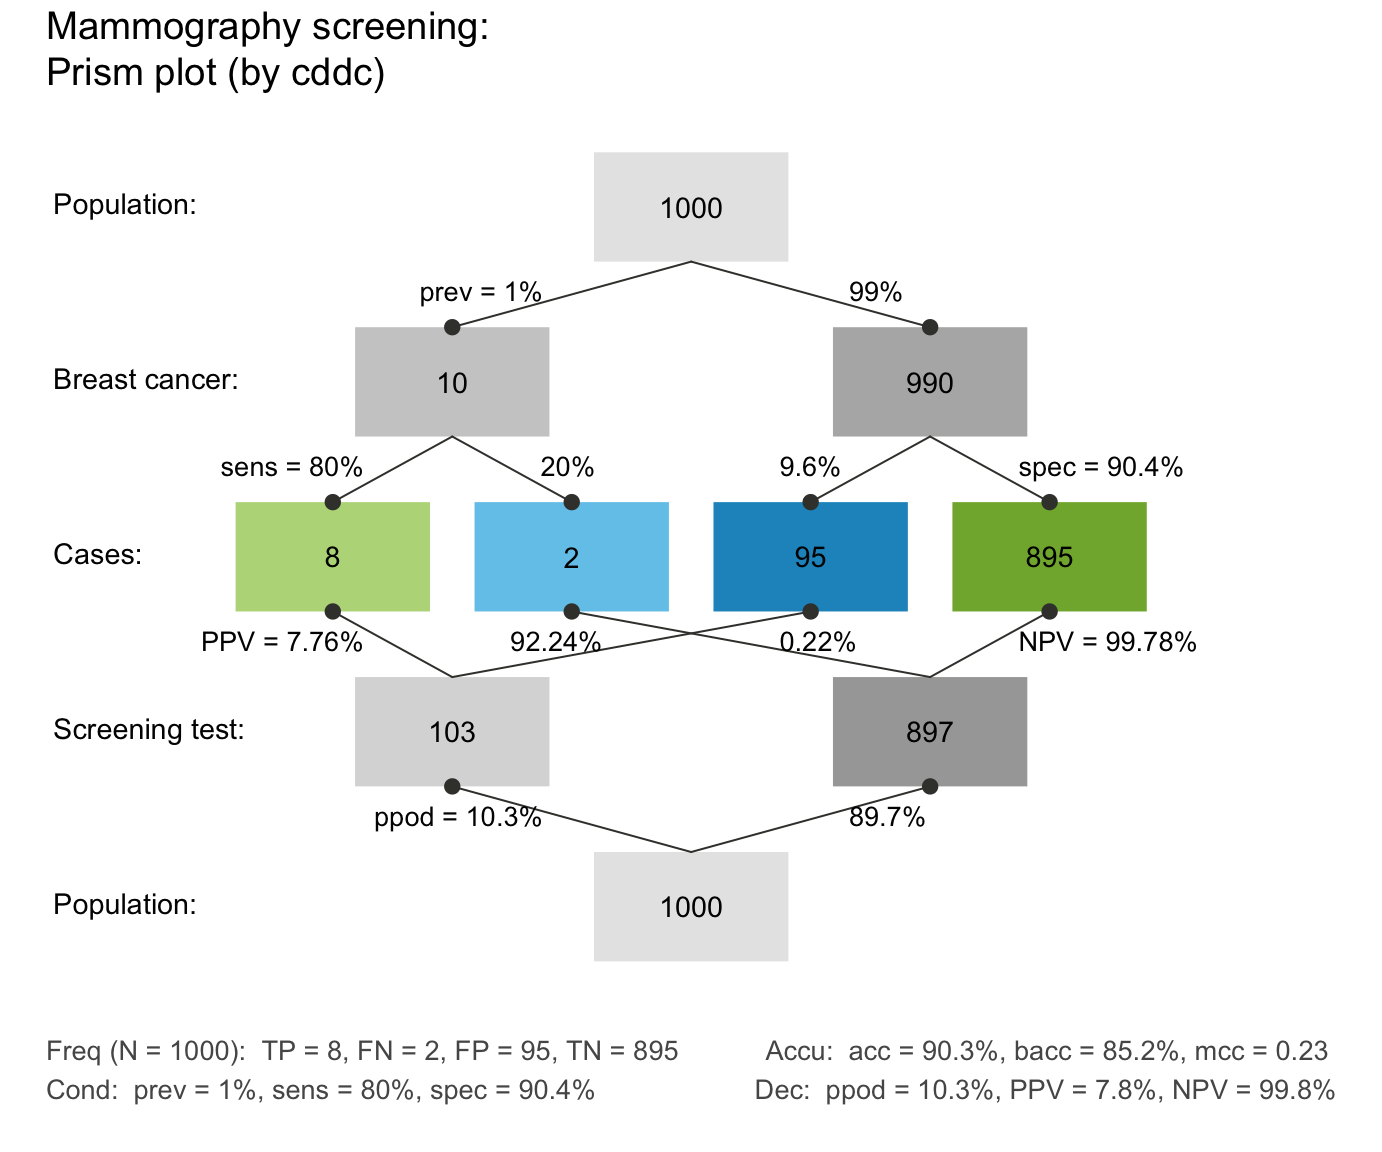 Mammography screening:
Prism plot (by cddc)
Population:
1000
prev = 1%
99%
Breast cancer:
10
990
sens = 80%
20%
9.6%
spec = 90.4%
Cases:
8
2
95
895
PPV = 7.76%
92.24%
0.22%
NPV = 99.78%
Screening test:
103
897
ppod = 10.3%
89.7%
Population:
1000
Freq (N = 1000):  TP = 8, FN = 2, FP = 95, TN = 895
Accu:  acc = 90.3%, bacc = 85.2%, mcc = 0.23
Cond:  prev = 1%, sens = 80%, spec = 90.4%
Dec:  ppod = 10.3%, PPV = 7.8%, NPV = 99.8%